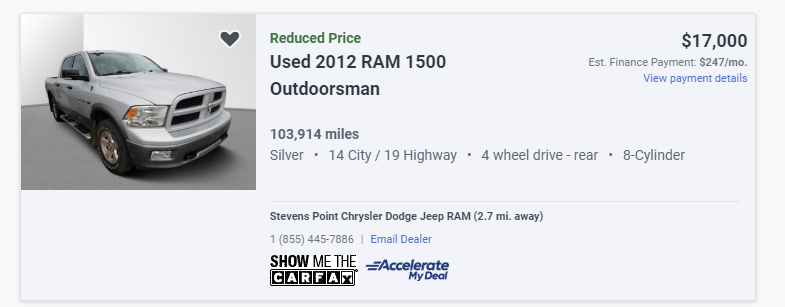 Reduced Price
Used 2012 RAM 1500
Outdoorsman
$17,000
Est. Finance Payment: $247/mo.
View payment details
103,914 miles
Silver • 14 City / 19 Highway • 4 wheel drive - rear • 8-Cylinder
Stevens Point Chrysler Dodge Jeep RAM (2.7 mi. away)
1 (855) 445-7886 | Email Dealer
SHOW ME THE
CARFAX
Accelerate
My Deal